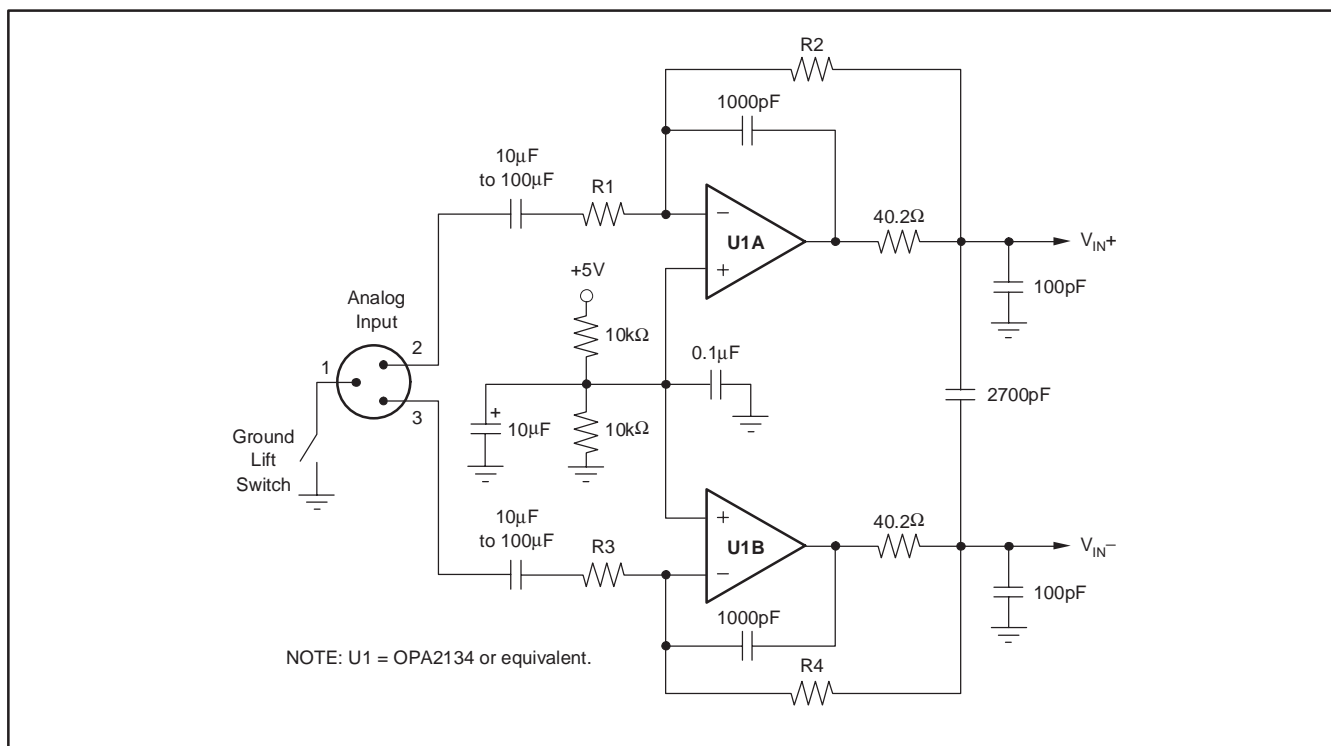 R2
1000pF
10μF
to 100μF
R1
−
U1A
+
40.2Ω
V_IN+
100pF
+5V
10kΩ
Analog
Input
2
1
3
0.1μF
+
10μF
10kΩ
2700pF
Ground
Lift
Switch
10μF
to 100μF
R3
+
U1B
−
40.2Ω
V_IN−
100pF
1000pF
R4
NOTE: U1 = OPA2134 or equivalent.